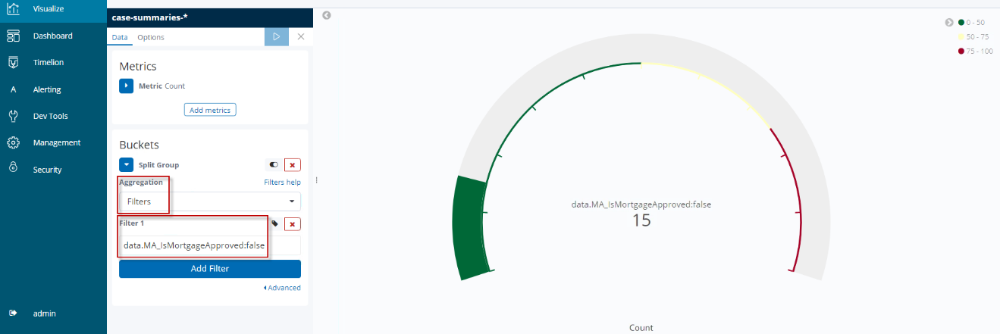 Visualize
Dashboard
Timelion
A Alerting
Dev Tools
Management
Security
admin
case-summaries-*
Data Options
Metrics
Metric Count
Add metrics
Buckets
Split Group
Aggregation Filters help
Filters
Filter 1
data.MA_IsMortgageApproved:false
Add Filter
Advanced
data.MA_IsMortgageApproved:false
15
Count
0 - 50
50 - 75
75 - 100